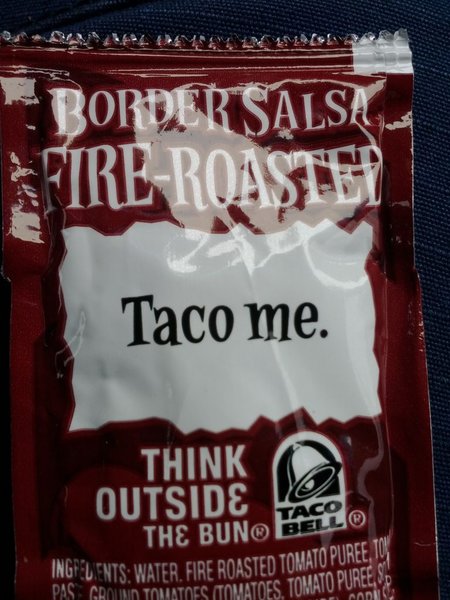 BORDER SALSA
FIRE-ROASTED
Taco me.
THINK
OUTSIDE
THE BUN®
TACO
BELL ®
INGREDIENTS: WATER, FIRE ROASTED TOMATO PUREE,
GROUND TOMATOES (TOMATOES, TOMATO PUREE,
CORN